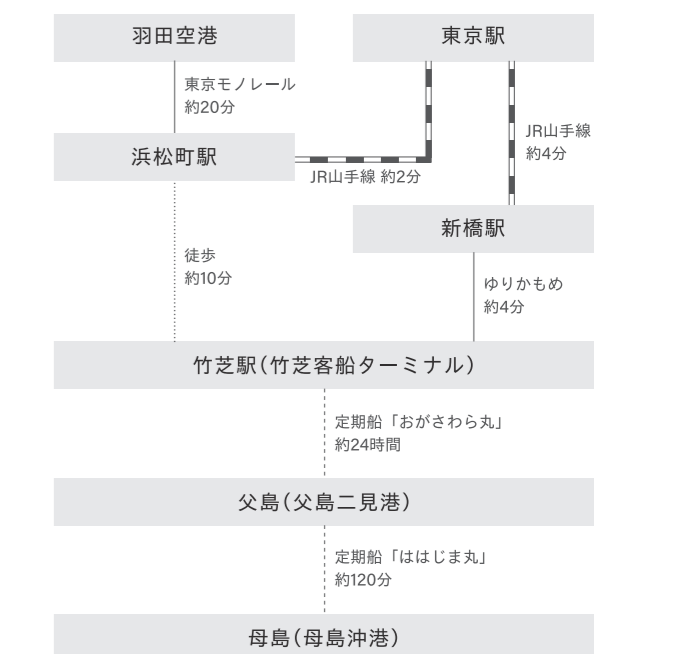 羽田空港
東京駅
東京モノレール
約20分
JR山手線
約4分
浜松町駅
JR山手線 約2分
新橋駅
徒歩
約10分
ゆりかもめ
約4分
竹芝駅(竹芝客船ターミナル)
定期船「おがさわら丸」
約24時間
父島(父島二見港)
定期船「ははじま丸」
約120分
母島(母島沖港)